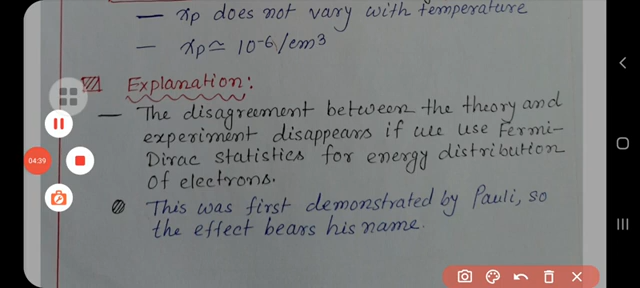 — χp does not vary with temperature
— χp ≃ 10⁻⁶/cm³
Explanation:
— The disagreement between the theory and
experiment disappears if we use Fermi-
Dirac statistics for energy distribution
of electrons.
This was first demonstrated by Pauli, so
the effect bears his name.
04:39